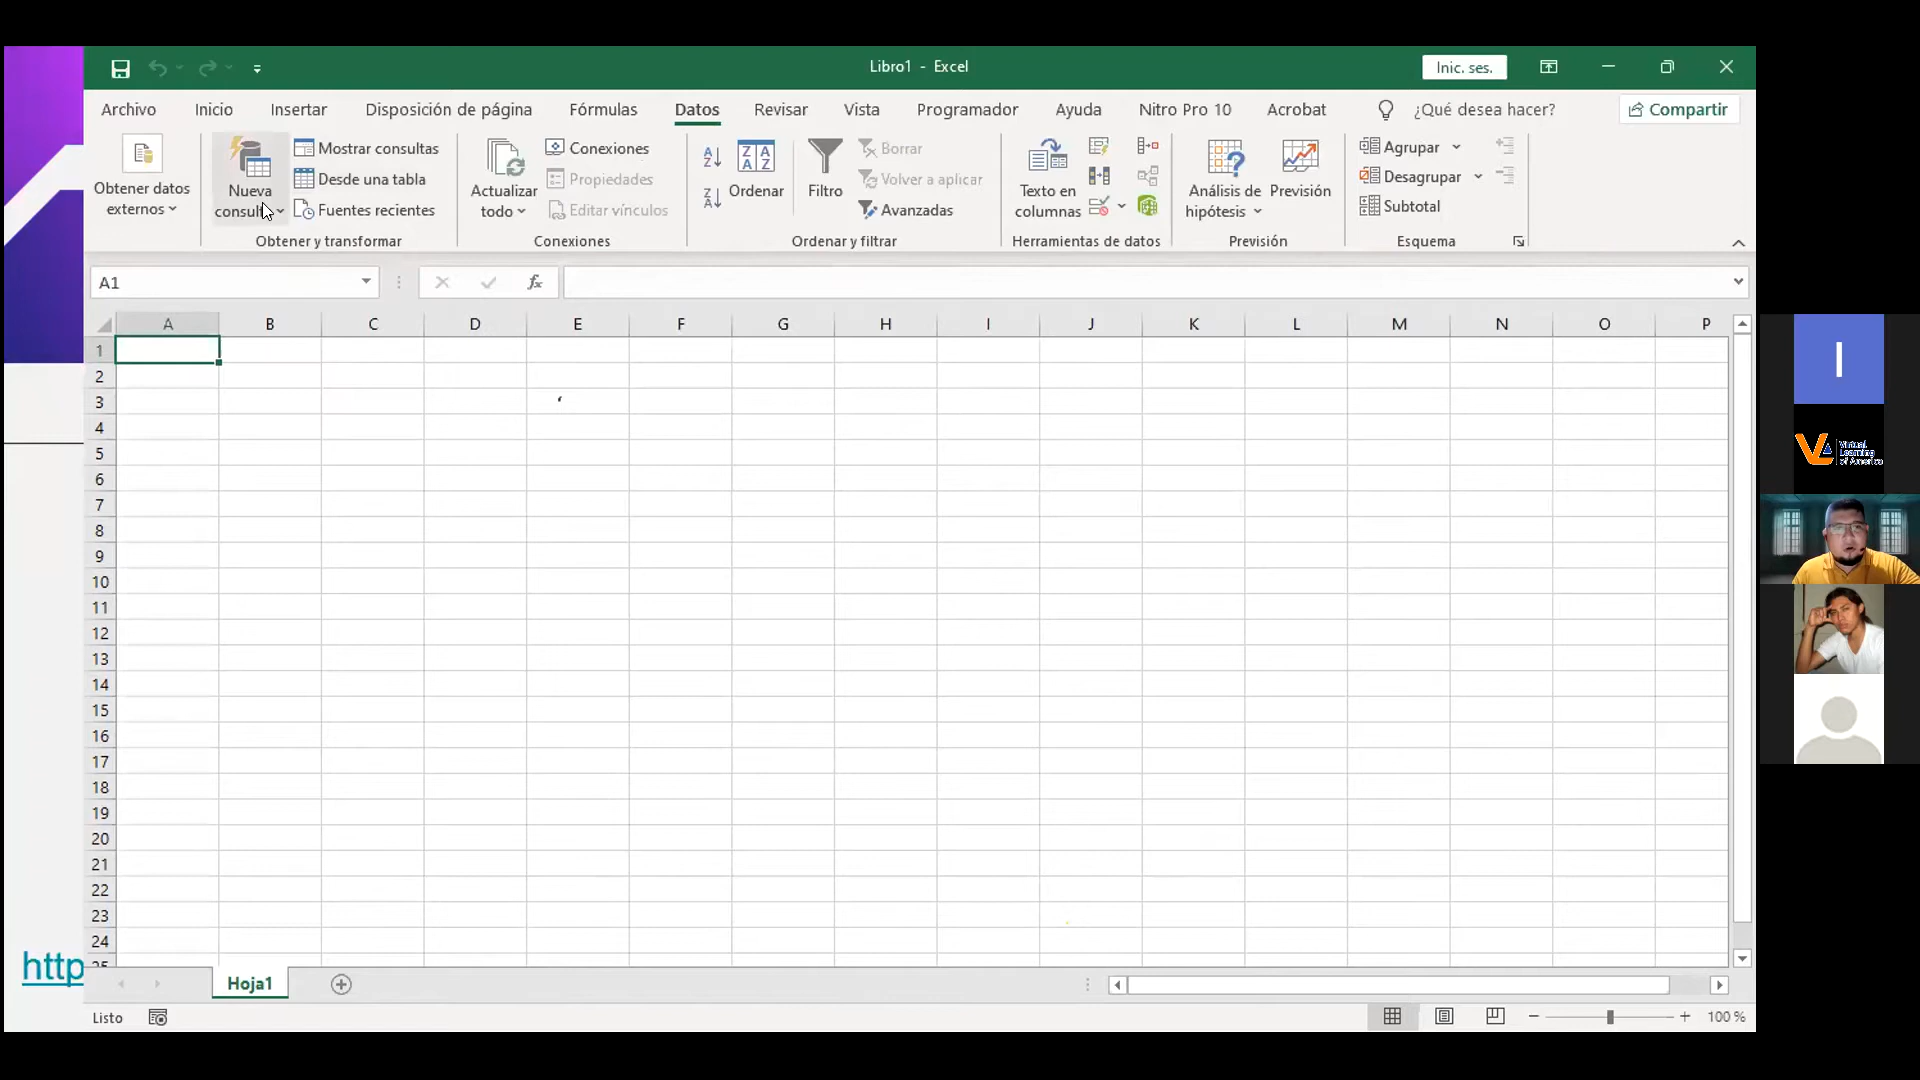 Libro1 - Excel
Inic. ses.
Archivo Inicio Insertar Disposición de página Fórmulas Datos Revisar Vista Programador Ayuda Nitro Pro 10 Acrobat ¿Qué desea hacer? Compartir
Obtener datos externos
Nueva
Mostrar consultas
Desde una tabla
Fuentes recientes
Obtener y transformar
Actualizar todo
Conexiones
Propiedades
Editar vínculos
Conexiones
Ordenar
Filtro
Borrar
Volver a aplicar
Avanzadas
Ordenar y filtrar
Texto en columnas
Herramientas de datos
Análisis de hipótesis
Previsión
Previsión
Agrupar
Desagrupar
Subtotal
Esquema
A1
fx
A B C D E F G H I J K L M N O P
1
2
3
4
5
6
7
8
9
10
11
12
13
14
15
16
17
18
19
20
21
22
23
24
http
Hoja1
Listo
100 %
I
Virtual
Learning
of America